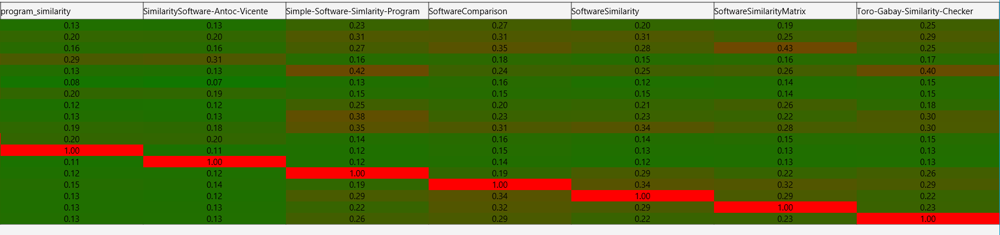 program_similarity SimilaritySoftware-Antoc-Vicente Simple-Software-Simlarity-Program SoftwareComparison SoftwareSimilarity SoftwareSimilarityMatrix Toro-Gabay-Similarity-Checker
0.13 0.13 0.23 0.27 0.20 0.19 0.25
0.20 0.20 0.31 0.31 0.31 0.25 0.29
0.16 0.16 0.27 0.35 0.28 0.43 0.25
0.29 0.31 0.16 0.18 0.15 0.16 0.17
0.13 0.13 0.42 0.24 0.25 0.26 0.40
0.08 0.07 0.13 0.16 0.12 0.14 0.15
0.20 0.19 0.15 0.15 0.15 0.14 0.15
0.12 0.12 0.25 0.20 0.21 0.26 0.18
0.13 0.13 0.38 0.23 0.23 0.22 0.30
0.19 0.18 0.35 0.31 0.34 0.28 0.30
0.20 0.20 0.14 0.16 0.14 0.15 0.15
1.00 0.11 0.12 0.15 0.13 0.13 0.13
0.11 1.00 0.12 0.14 0.12 0.13 0.13
0.12 0.12 1.00 0.19 0.29 0.22 0.26
0.15 0.14 0.19 1.00 0.34 0.32 0.29
0.13 0.12 0.29 0.34 1.00 0.29 0.22
0.13 0.13 0.22 0.32 0.29 1.00 0.23
0.13 0.13 0.26 0.29 0.22 0.23 1.00